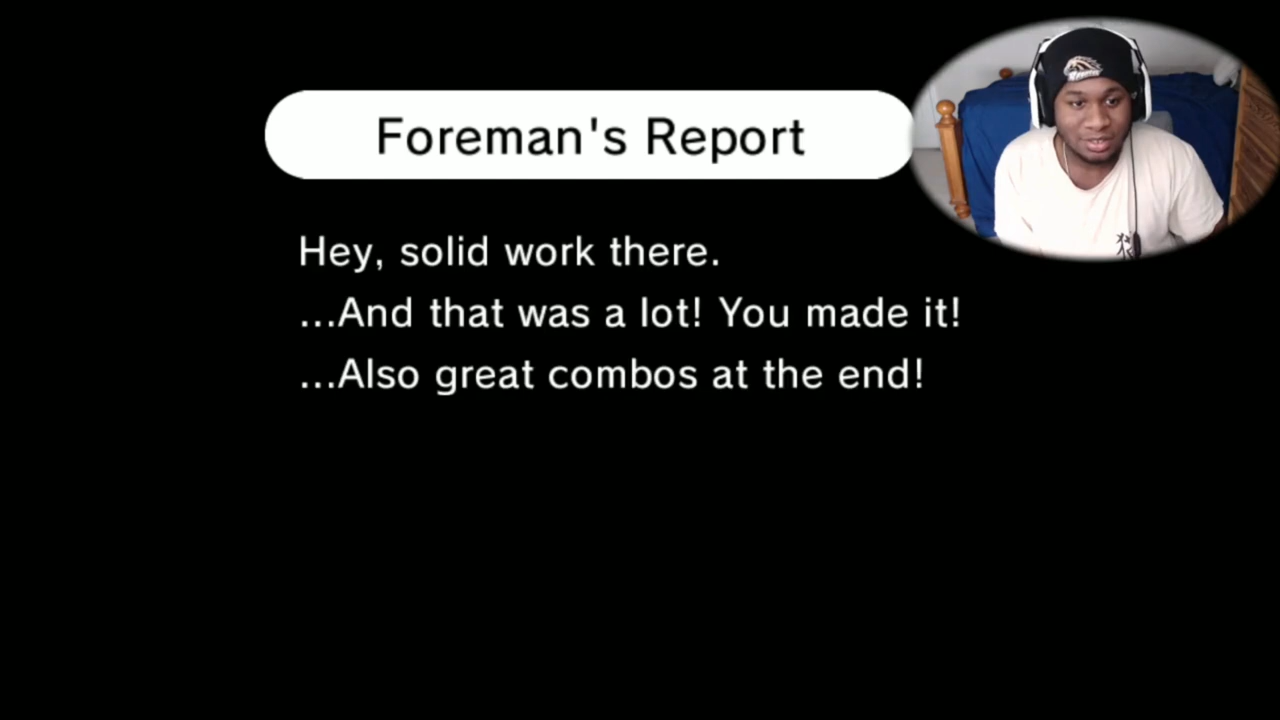 Foreman's Report
Hey, solid work there.
...And that was a lot! You made it!
...Also great combos at the end!